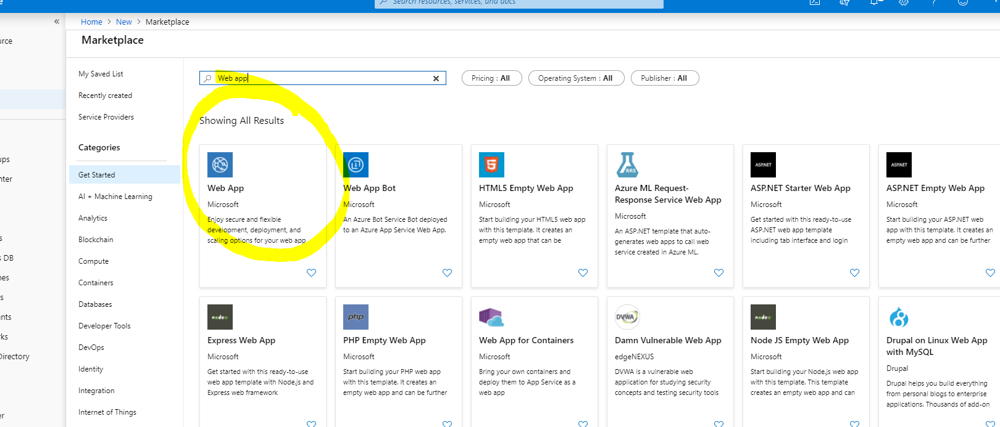 Search resources, services, and docs
«
Home > New > Marketplace
Marketplace
My Saved List
Recently created
Service Providers
Categories
Get Started
AI + Machine Learning
Analytics
Blockchain
Compute
Containers
Databases
Developer Tools
DevOps
Identity
Integration
Internet of Things
Web app
Pricing : All
Operating System : All
Publisher : All
Showing All Results
Web App
Microsoft
Enjoy secure and flexible
development, deployment, and
scaling options for your web app
Web App Bot
Microsoft
An Azure Bot Service Bot deployed
to an Azure App Service Web App.
HTML5 Empty Web App
Microsoft
Start building your HTML5 web app
with this template. It creates an
empty web app that can be
RRS
Azure ML Request-
Response Service Web App
Microsoft
An ASP.NET template that auto-
generates web apps to call web
service created in Azure ML.
ASP.NET
ASP.NET Starter Web App
Microsoft
Get started with this ready-to-use
ASP.NET web app template
including tab interface and login
ASP.NET
ASP.NET Empty Web App
Microsoft
Start building your ASP.NET web
app with this template. It creates an
empty web app and can be further
node
Express Web App
Microsoft
Get started with this ready-to-use
web app template with Node.js and
Express web framework
php
PHP Empty Web App
Microsoft
Start building your PHP web app
with this template. It creates an
empty web app and can be further
Web App for Containers
Microsoft
Bring your own containers and
deploy them to App Service as a
web app
DVWA
Damn Vulnerable Web App
edgeNEXUS
DVWA is a vulnerable web
application for studying security
concepts and testing security tools
node
Node JS Empty Web App
Microsoft
Start building your Node.js web app
with this template. This template
creates an empty web app and can
Drupal on Linux Web App
with MySQL
Drupal
Drupal helps you build everything
from personal blogs to enterprise
applications. Thousands of add-on
DB
Directory